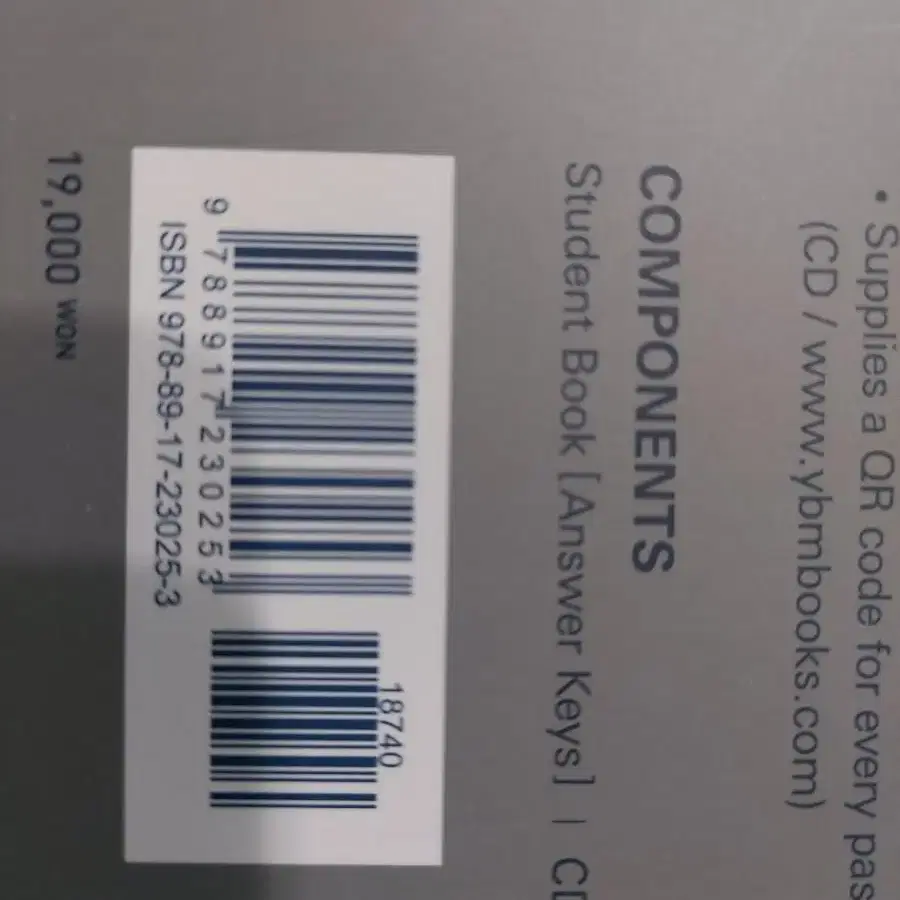 • Supplies a QR code for every pas
(CD / www.ybmbooks.com)
COMPONENTS
Student Book [Answer Keys] | CD
18740
9 788917 230253
ISBN 978-89-17-23025-3
19,000 WON